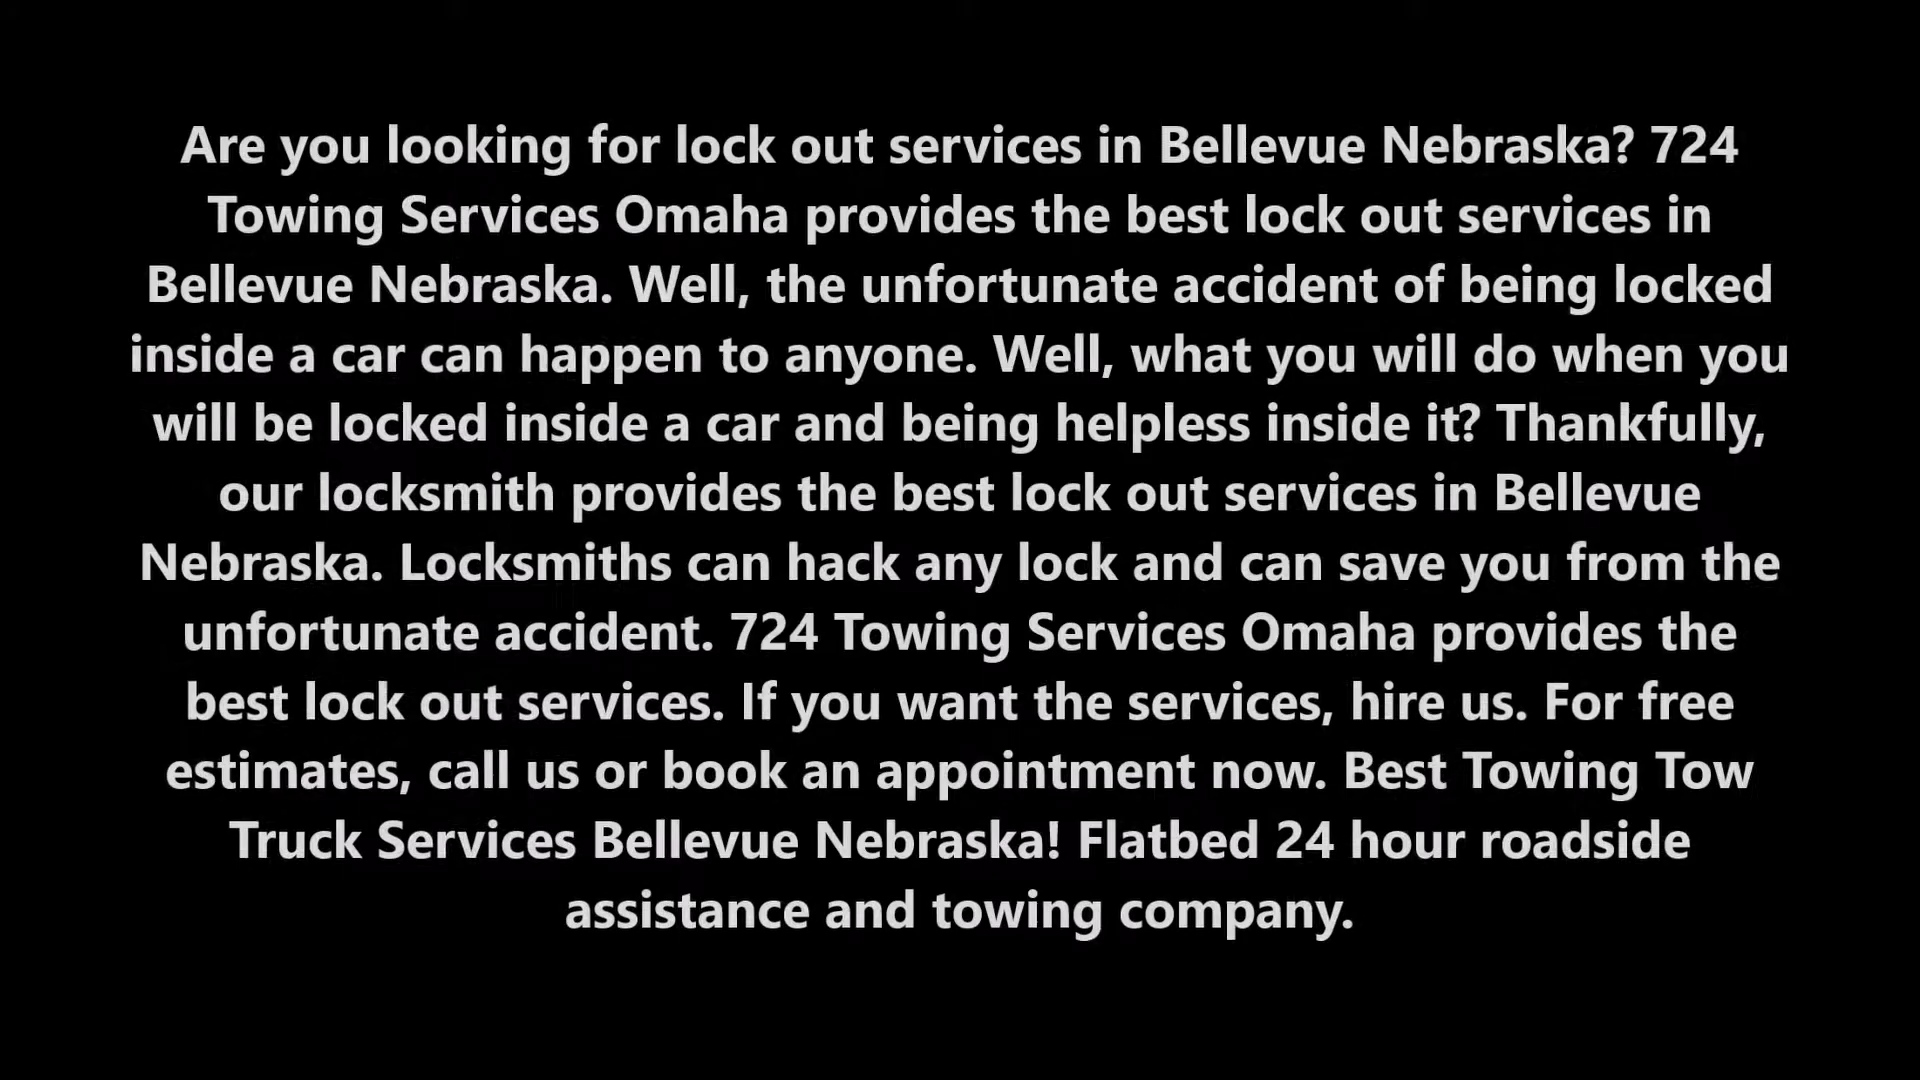 Are you looking for lock out services in Bellevue Nebraska? 724
Towing Services Omaha provides the best lock out services in
Bellevue Nebraska. Well, the unfortunate accident of being locked
inside a car can happen to anyone. Well, what you will do when you
will be locked inside a car and being helpless inside it? Thankfully,
our locksmith provides the best lock out services in Bellevue
Nebraska. Locksmiths can hack any lock and can save you from the
unfortunate accident. 724 Towing Services Omaha provides the
best lock out services. If you want the services, hire us. For free
estimates, call us or book an appointment now. Best Towing Tow
Truck Services Bellevue Nebraska! Flatbed 24 hour roadside
assistance and towing company.